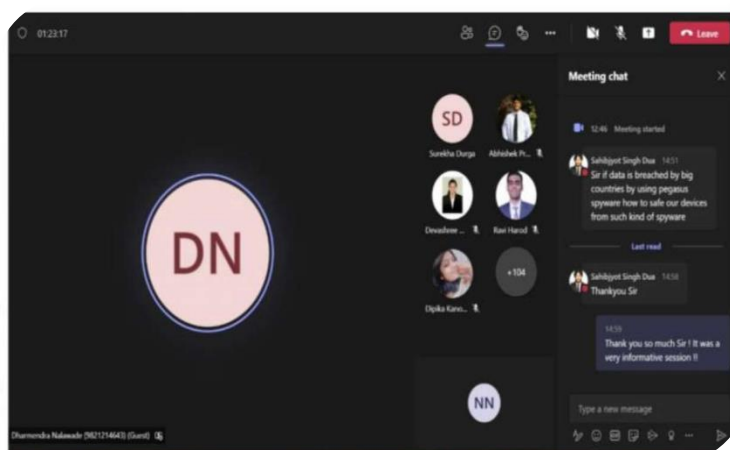 01:23:17
Leave
Meeting chat
12:46 Meeting started
Sahibjyot Singh Dua 14:51
Sir if data is breached by big
countries by using pegasus
spyware how to safe our devices
from such kind of spyware
Last read
Sahibjyot Singh Dua 14:58
Thankyou Sir
14:59
Thank you so much Sir ! It was a
very informative session !!
Type a new message
SD
Surekha Durga
Abhishek Pr...
Devashree ...
Ravi Harod
Dipika Kano...
+104
DN
NN
Dharmendra Nalawade (9821214643) (Guest)